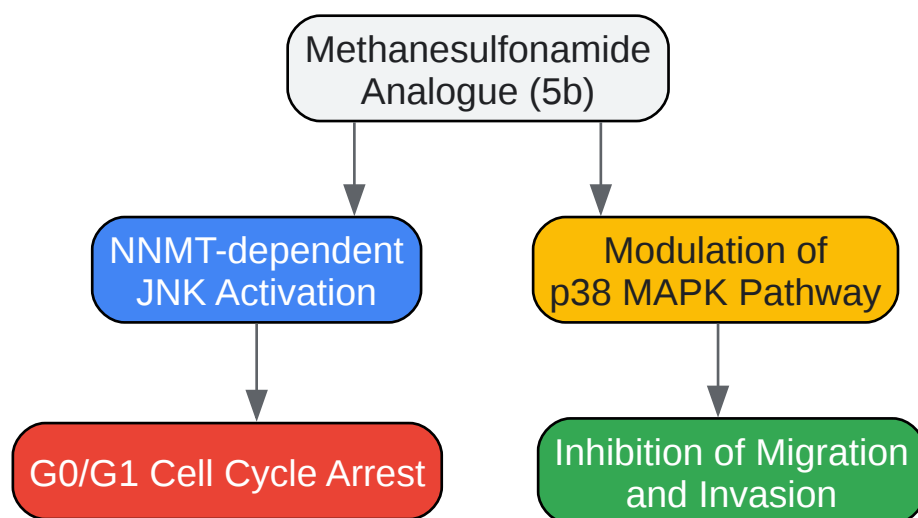 Methanesulfonamide
Analogue (5b)
NNMT-dependent
JNK Activation
Modulation of
p38 MAPK Pathway
G0/G1 Cell Cycle Arrest
Inhibition of Migration
and Invasion